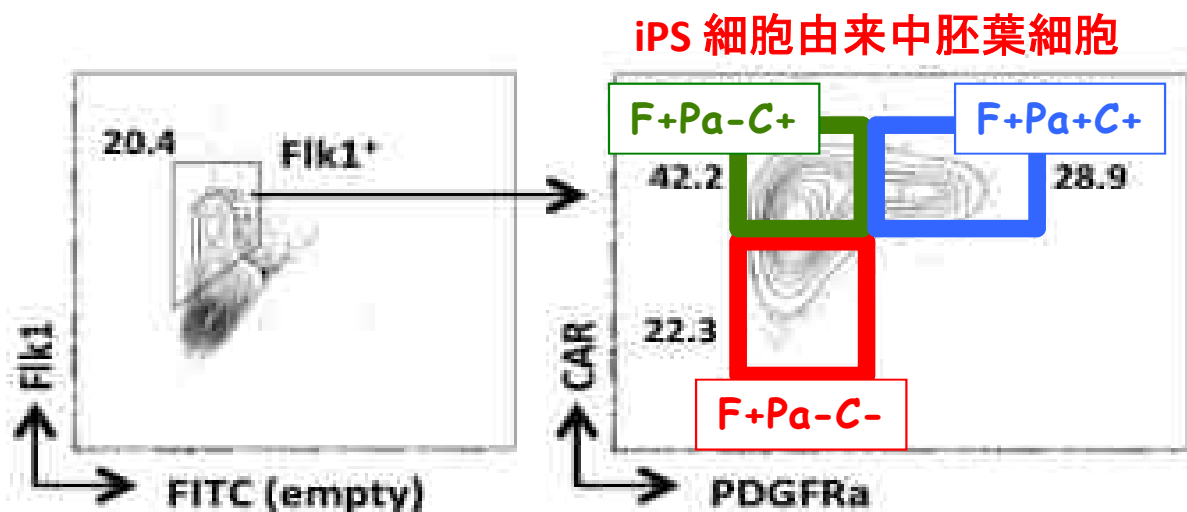 iPS 細胞由来中胚葉細胞
20.4
Flk1⁺
Flk1
FITC (empty)
F+Pa-C+
F+Pa+C+
42.2
28.9
22.3
F+Pa-C-
CAR
PDGFRa